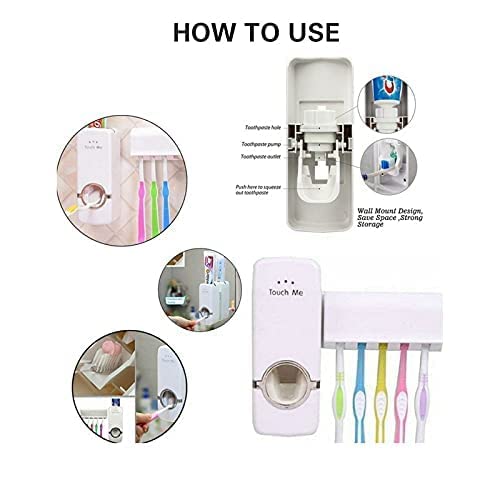 HOW TO USE
Toothpaste hole
Toothpaste pump
Toothpaste outlet
Push here to squeeze
out toothpaste
Wall Mount Design,
Save Space ,Strong
Storage
Touch Me
Touch Me